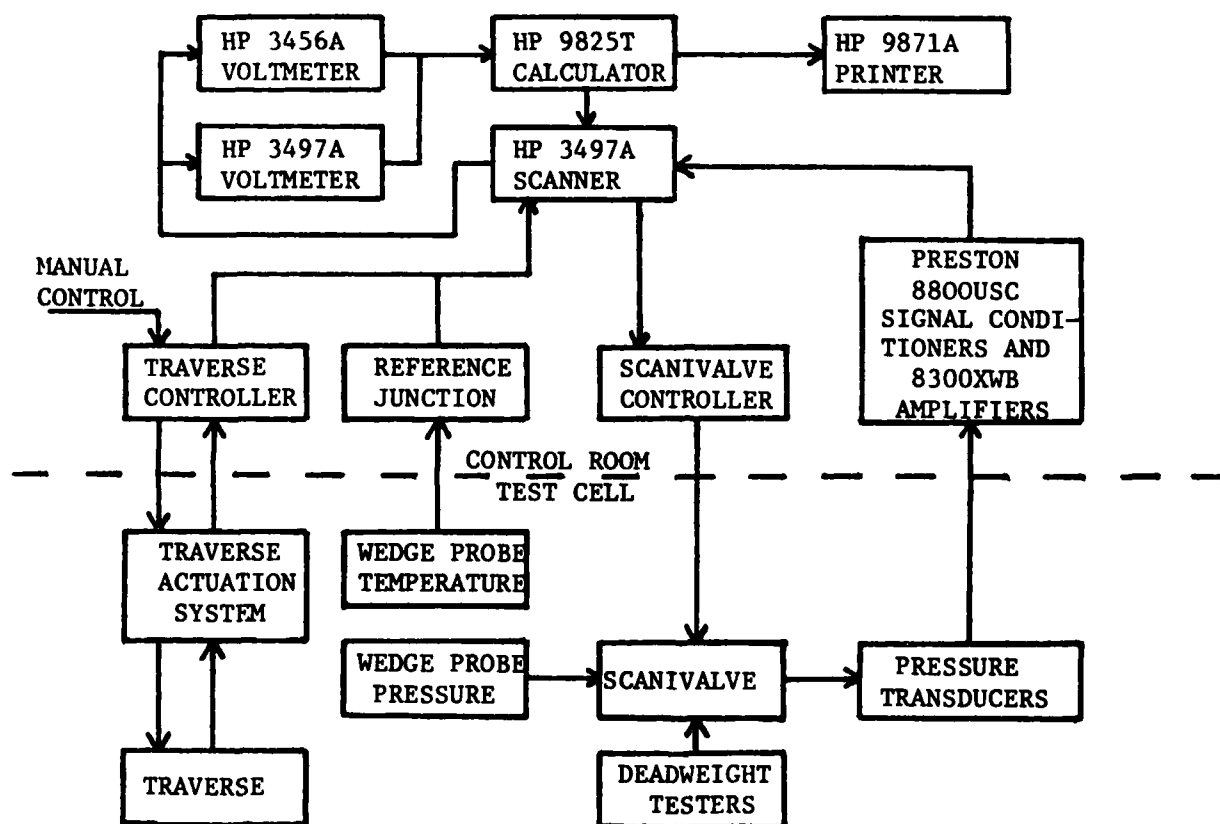 HP 3456A
VOLTMETER
HP 9825T
CALCULATOR
HP 9871A
PRINTER
HP 3497A
VOLTMETER
HP 3497A
SCANNER
MANUAL
CONTROL
PRESTON
8800USC
SIGNAL CONDI-
TIONERS AND
8300XWB
AMPLIFIERS
TRAVERSE
CONTROLLER
REFERENCE
JUNCTION
SCANIVALVE
CONTROLLER
CONTROL ROOM
TEST CELL
TRAVERSE
ACTUATION
SYSTEM
WEDGE PROBE
TEMPERATURE
WEDGE PROBE
PRESSURE
SCANIVALVE
PRESSURE
TRANSDUCERS
TRAVERSE
DEADWEIGHT
TESTERS